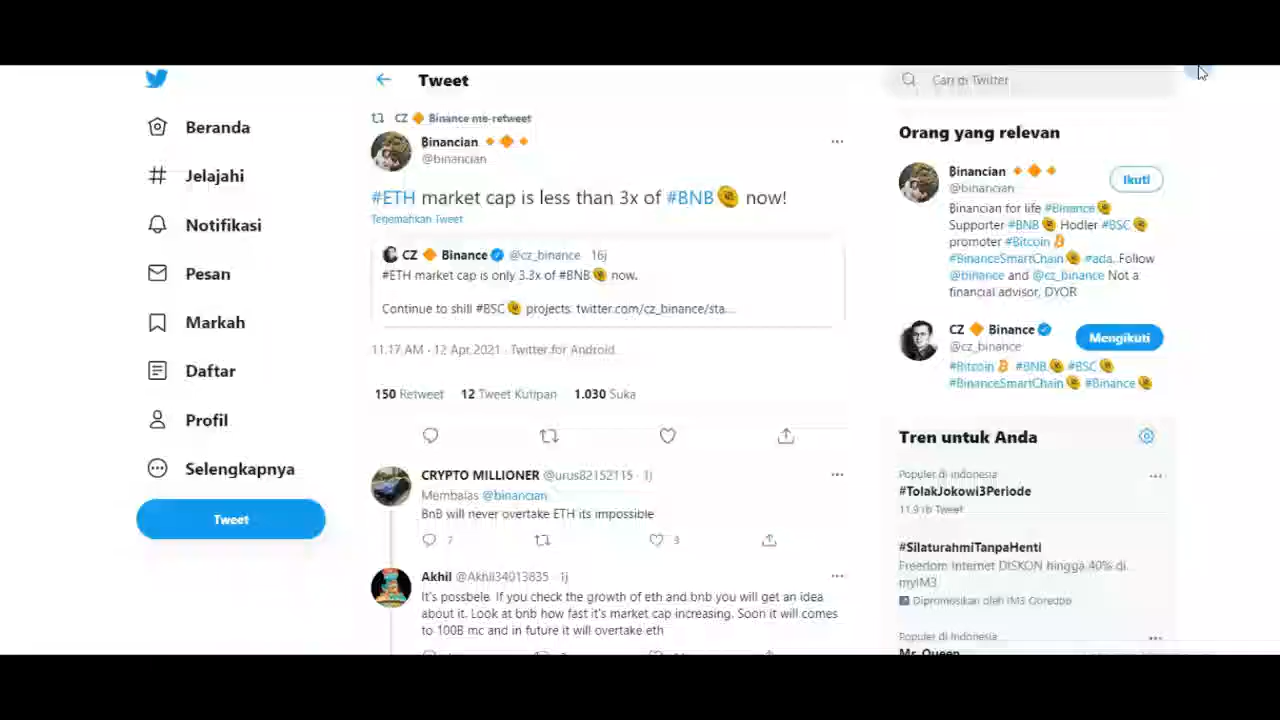 Beranda
Jelajahi
Notifikasi
Pesan
Markah
Daftar
Profil
Selengkapnya
Tweet
Tweet
CZ 🔶 Binance me-retweet
Binancian 🔸🔶🔸
@binancian
#ETH market cap is less than 3x of #BNB now!
Terjemahkan Tweet
CZ 🔶 Binance @cz_binance · 16j
#ETH market cap is only 3.3x of #BNB now.
Continue to shill #BSC projects. twitter.com/cz_binance/sta...
11.17 AM · 12 Apr 2021 · Twitter for Android
150 Retweet 12 Tweet Kutipan 1.030 Suka
CRYPTO MILLIONER @urus82152115 · 1j
Membalas @binancian
BnB will never overtake ETH its impossible
7 3
Akhil @Akhil34013835 · 1j
It's possbele. If you check the growth of eth and bnb you will get an idea
about it. Look at bnb how fast it's market cap increasing. Soon it will comes
to 100B mc and in future it will overtake eth
Cari di Twitter
Orang yang relevan
Binancian 🔸🔶🔸
@binancian
Ikuti
Binancian for life #Binance
Supporter #BNB Hodler #BSC
promoter #Bitcoin
#BinanceSmartChain #ada. Follow
@binance and @cz_binance Not a
financial advisor, DYOR
CZ 🔶 Binance
@cz_binance
Mengikuti
#Bitcoin #BNB #BSC
#BinanceSmartChain #Binance
Tren untuk Anda
Populer di Indonesia
#TolakJokowi3Periode
11,9 rb Tweet
#SilaturahmiTanpaHenti
Freedom Internet DISKON hingga 40% di
myIM3
Dipromosikan oleh IM3 Ooredoo
Populer di Indonesia
Mr. Queen